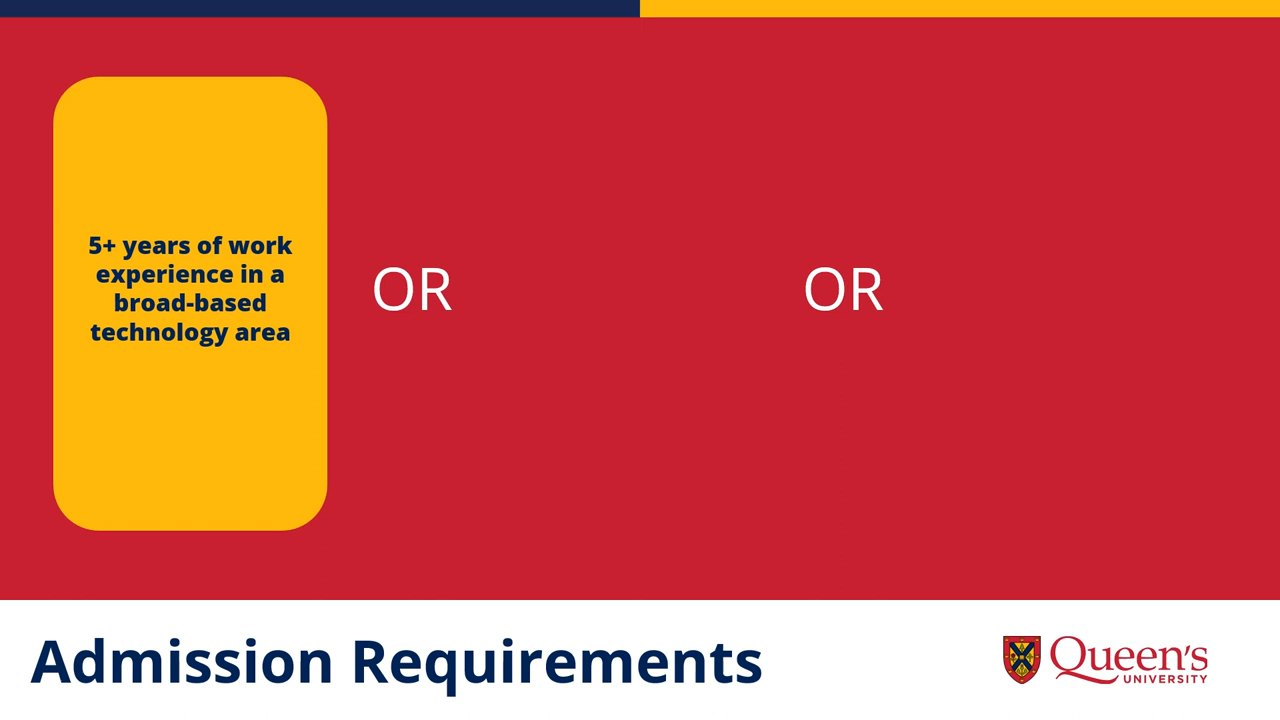 5+ years of work
experience in a
broad-based
technology area
OR
OR
Admission Requirements
Queen's
UNIVERSITY